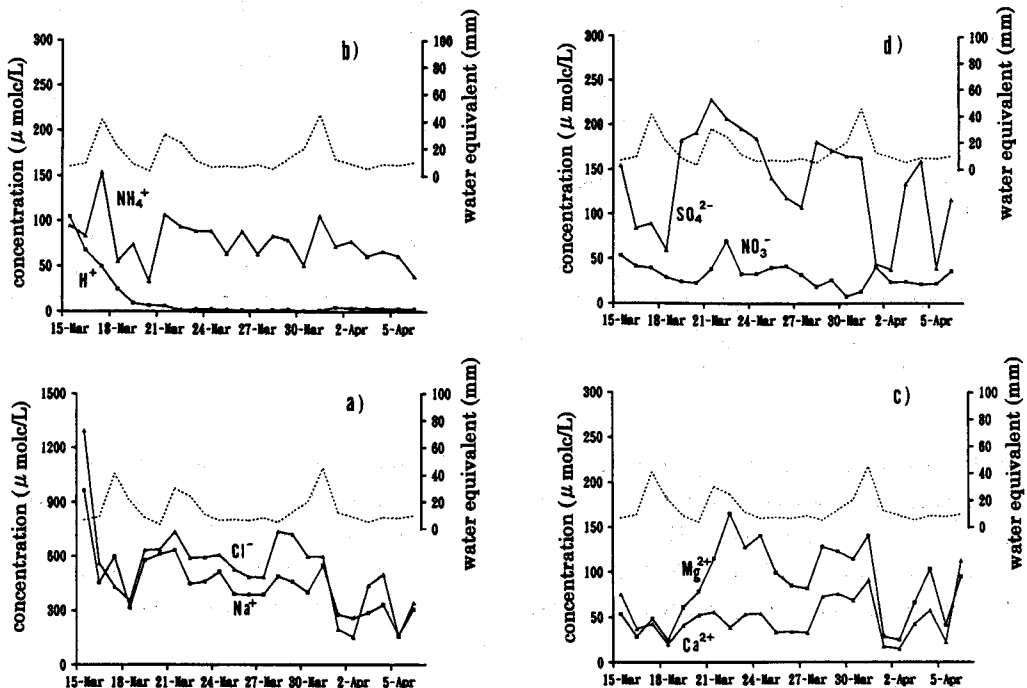 b)
concentration (μ molc/L)
300
250
200
150
100
50
0
100
80
60
40
20
0
water equivalent (mm)
NH₄⁺
H⁺
15-Mar 18-Mar 21-Mar 24-Mar 27-Mar 30-Mar 2-Apr 5-Apr
d)
concentration (μ molc/L)
300
250
200
150
100
50
0
100
80
60
40
20
0
water equivalent (mm)
SO₄²⁻
NO₃⁻
15-Mar 18-Mar 21-Mar 24-Mar 27-Mar 30-Mar 2-Apr 5-Apr
a)
concentration (μ molc/L)
1500
1200
900
600
300
0
100
80
60
40
20
0
water equivalent (mm)
Cl⁻
Na⁺
15-Mar 18-Mar 21-Mar 24-Mar 27-Mar 30-Mar 2-Apr 5-Apr
c)
concentration (μ molc/L)
300
250
200
150
100
50
0
100
80
60
40
20
0
water equivalent (mm)
Mg²⁺
Ca²⁺
15-Mar 18-Mar 21-Mar 24-Mar 27-Mar 30-Mar 2-Apr 5-Apr